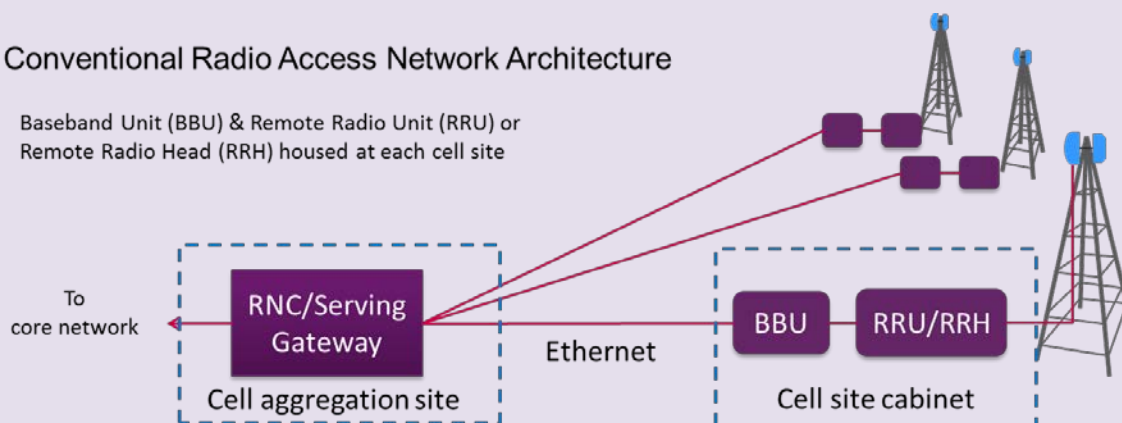 Conventional Radio Access Network Architecture
Baseband Unit (BBU) & Remote Radio Unit (RRU) or
Remote Radio Head (RRH) housed at each cell site
To
core network
RNC/Serving
Gateway
Cell aggregation site
Ethernet
BBU
RRU/RRH
Cell site cabinet